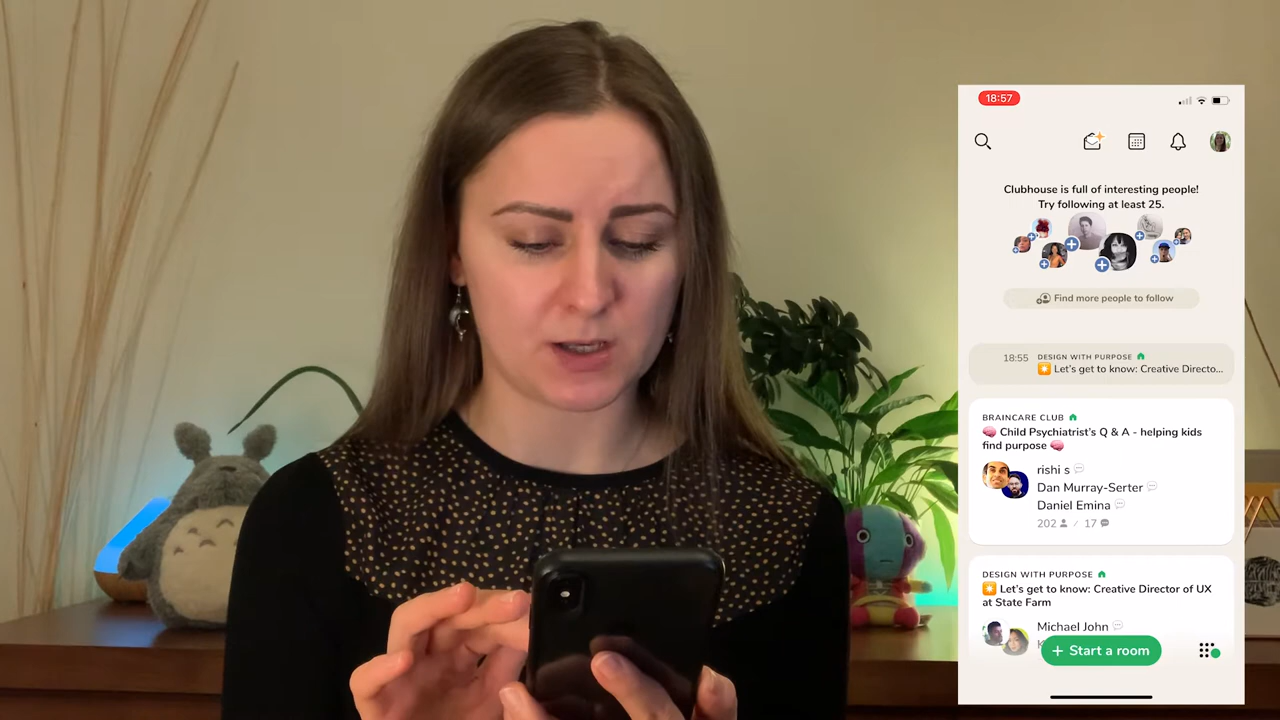 18:57
Clubhouse is full of interesting people!
Try following at least 25.
Find more people to follow
18:55
DESIGN WITH PURPOSE
Let's get to know: Creative Directo...
BRAINCARE CLUB
Child Psychiatrist's Q & A - helping kids
find purpose
rishi s
Dan Murray-Serter
Daniel Emina
202 / 17
DESIGN WITH PURPOSE
Let's get to know: Creative Director of UX
at State Farm
Michael John
+ Start a room